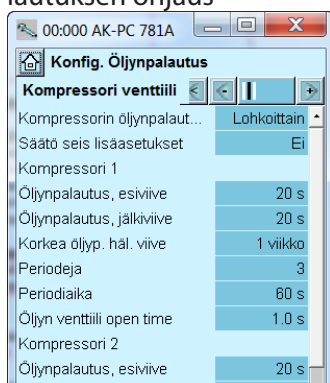 lautuksen ohjaus
00:000 AK-PC 781A
Konfig. Öljynpalautus
Kompressori venttiili
Kompressorin öljynpalaut... Lohkoittain
Säätö seis lisäasetukset Ei
Kompressori 1
Öljynpalautus, esiviive 20 s
Öljynpalautus, jälkiviive 20 s
Korkea öljyp. häl. viive 1 viikko
Periodeja 3
Periodiaika 60 s
Öljyn venttiili open time 1.0 s
Kompressori 2
Öljynpalautus, esiviive 20 s